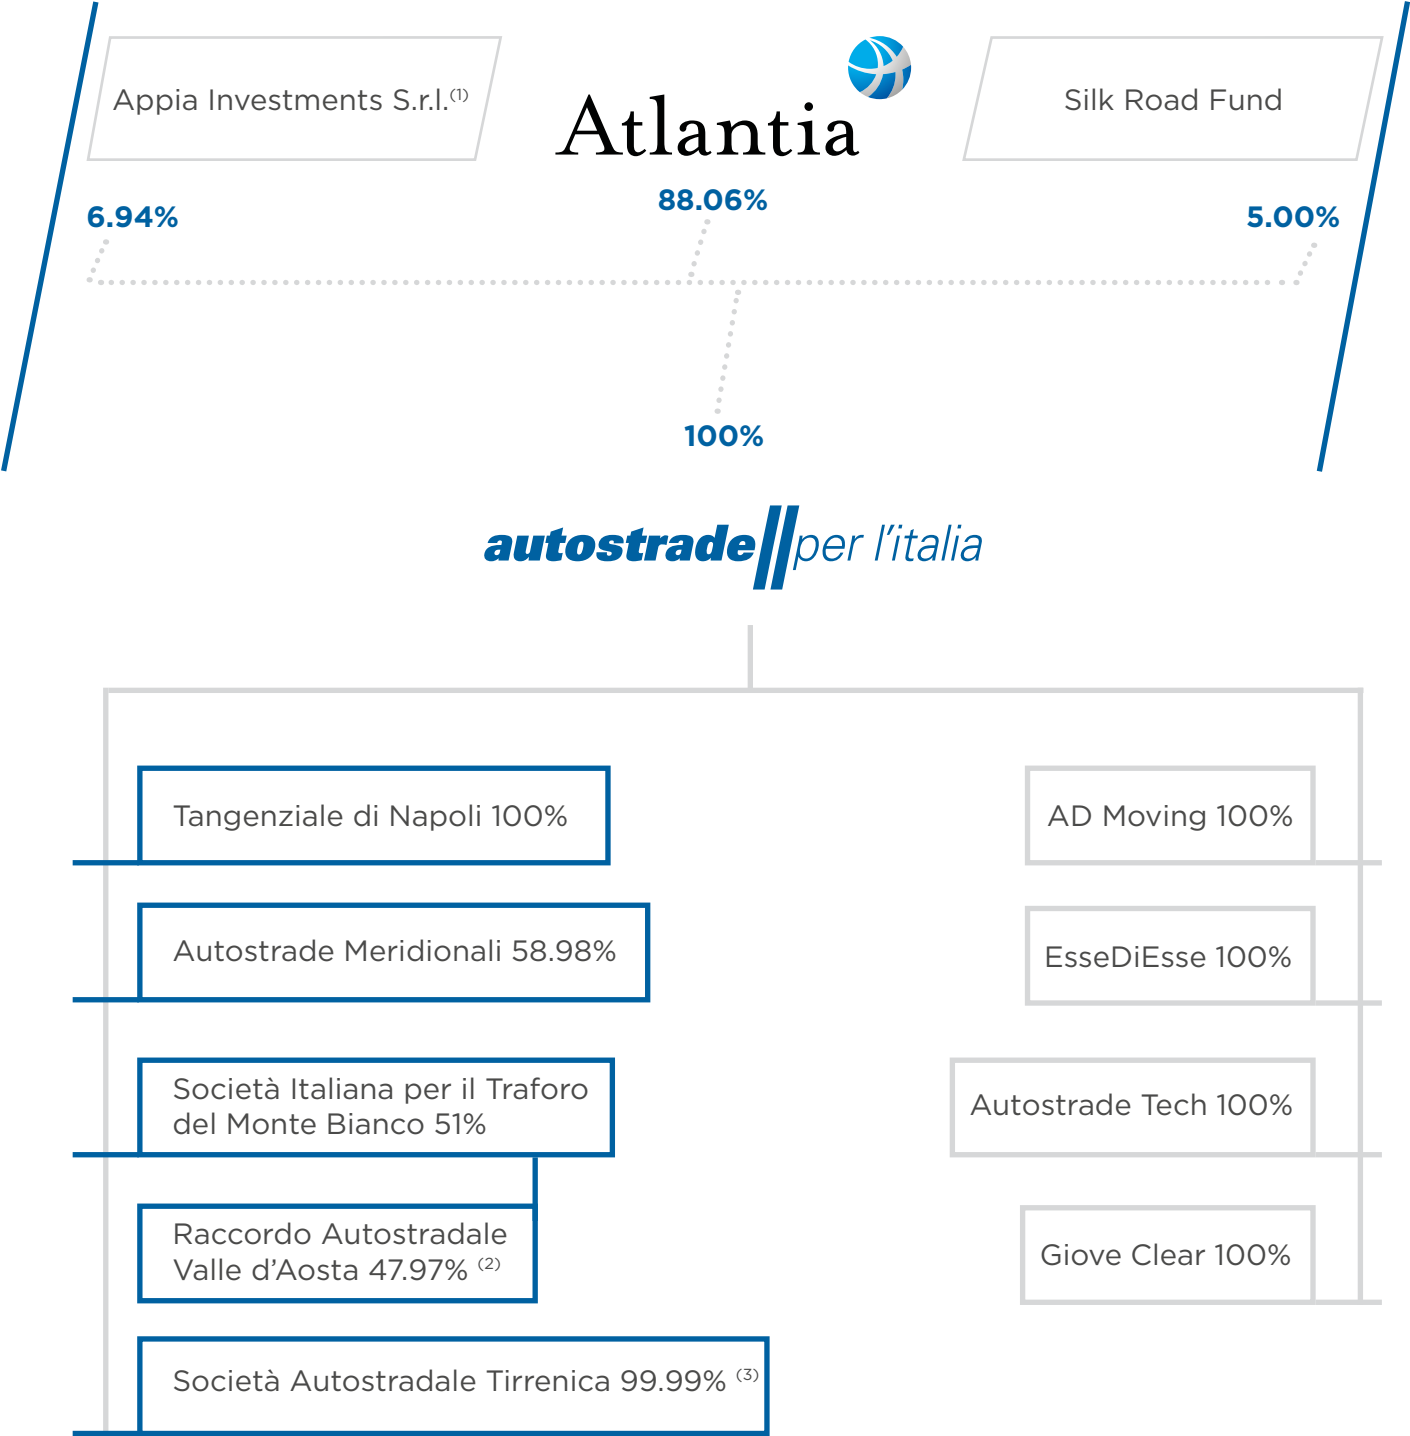 Appia Investments S.r.l.(1)
Atlantia
Silk Road Fund
6.94%
88.06%
5.00%
100%
autostrade per l'italia
Tangenziale di Napoli 100%
Autostrade Meridionali 58.98%
Società Italiana per il Traforo
del Monte Bianco 51%
Raccordo Autostradale
Valle d’Aosta 47.97% (2)
Società Autostradale Tirrenica 99.99% (3)
AD Moving 100%
EsseDiEsse 100%
Autostrade Tech 100%
Giove Clear 100%